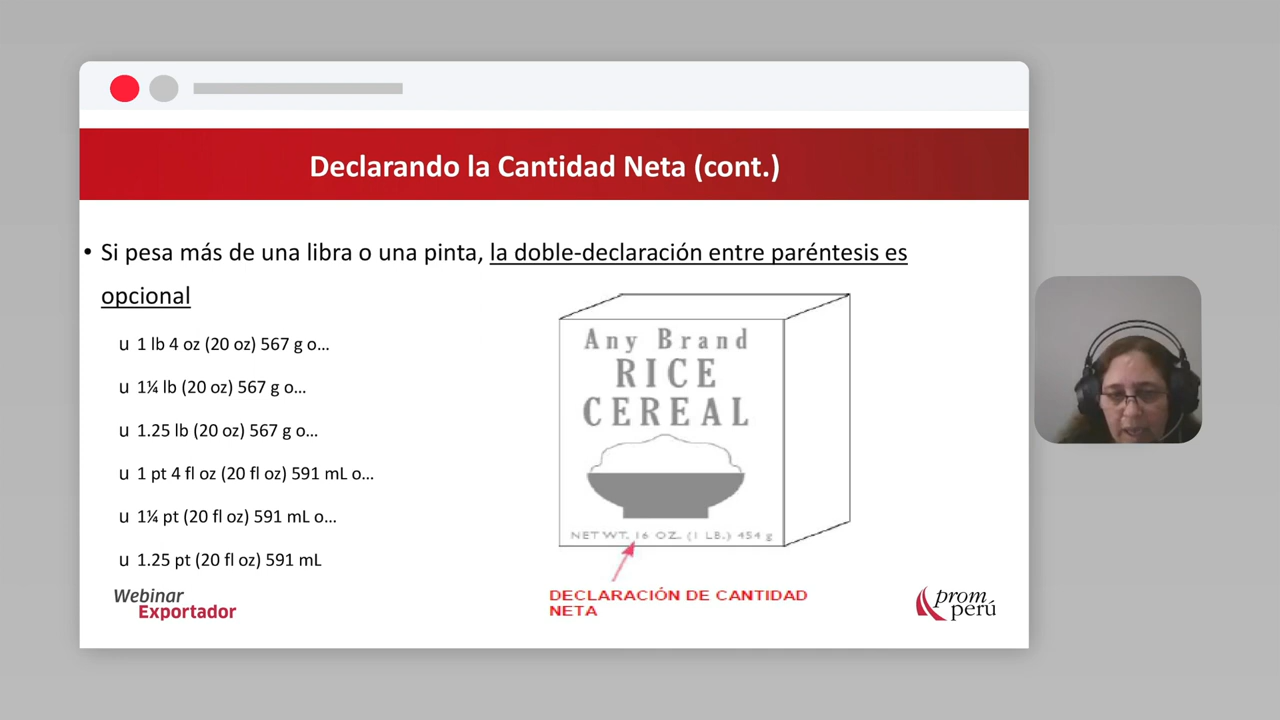 Declarando la Cantidad Neta (cont.)
• Si pesa más de una libra o una pinta, la doble-declaración entre paréntesis es
opcional
u 1 lb 4 oz (20 oz) 567 g o...
u 1¼ lb (20 oz) 567 g o...
u 1.25 lb (20 oz) 567 g o...
u 1 pt 4 fl oz (20 fl oz) 591 mL o...
u 1¼ pt (20 fl oz) 591 mL o...
u 1.25 pt (20 fl oz) 591 mL
Any Brand
RICE
CEREAL
NET WT. 16 OZ. (1 LB.) 454 g
DECLARACIÓN DE CANTIDAD
NETA
Webinar
Exportador
prom
perú